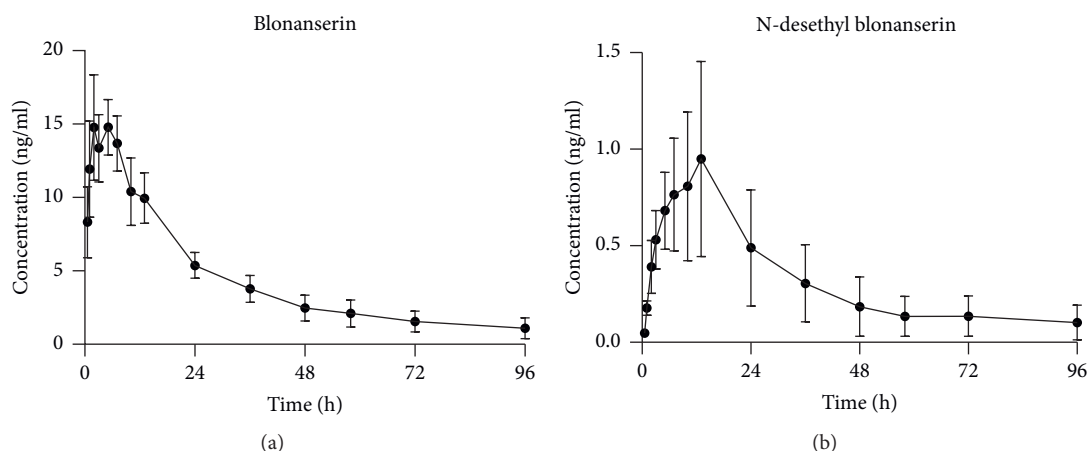 Blonanserin
20
15
10
5
0
Concentration (ng/ml)
0 24 48 72 96
Time (h)
(a)
N-desethyl blonanserin
1.5
1.0
0.5
0.0
Concentration (ng/ml)
0 24 48 72 96
Time (h)
(b)